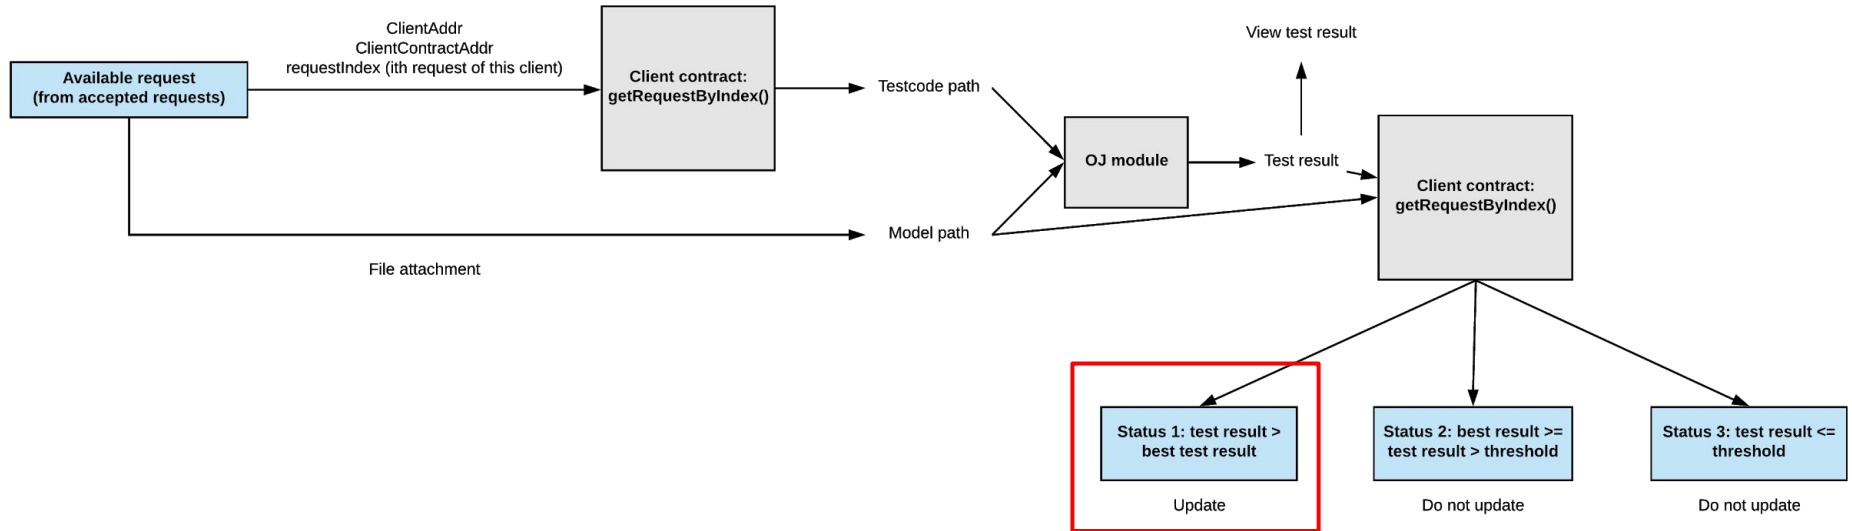 ClientAddr
ClientContractAddr
requestIndex (ith request of this client)
Available request
(from accepted requests)
Client contract:
getRequestByIndex()
Testcode path
View test result
OJ module
Test result
Client contract:
getRequestByIndex()
Model path
File attachment
Status 1: test result >
best test result
Update
Status 2: best result >=
test result > threshold
Do not update
Status 3: test result <=
threshold
Do not update